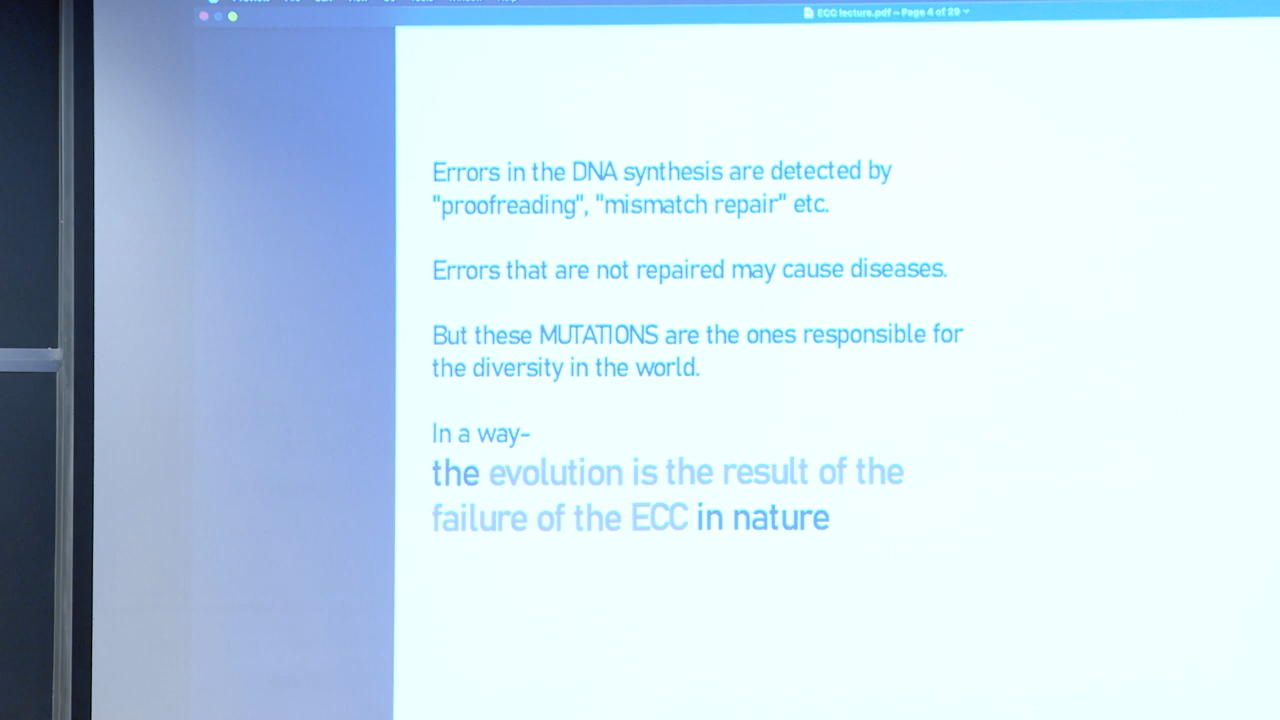 ECC lecture.pdf – Page 4 of 29
Errors in the DNA synthesis are detected by
"proofreading", "mismatch repair" etc.
Errors that are not repaired may cause diseases.
But these MUTATIONS are the ones responsible for
the diversity in the world.
In a way-
the evolution is the result of the
failure of the ECC in nature